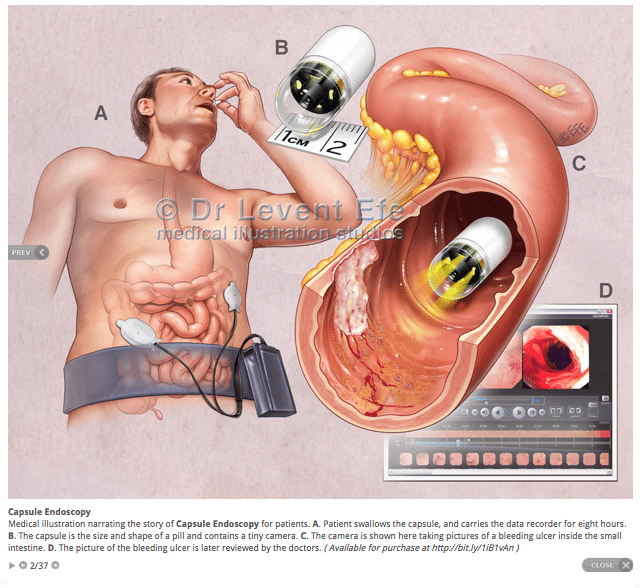 B
A
1CM 2
©EFE
C
© Dr Levent Efe
medical illustration studios
PREV
D
Capsule Endoscopy
Medical illustration narrating the story of Capsule Endoscopy for patients. A. Patient swallows the capsule, and carries the data recorder for eight hours.
B. The capsule is the size and shape of a pill and contains a tiny camera. C. The camera is shown here taking pictures of a bleeding ulcer inside the small
intestine. D. The picture of the bleeding ulcer is later reviewed by the doctors. ( Available for purchase at http://bit.ly/1iB1vAn )
2/37
CLOSE